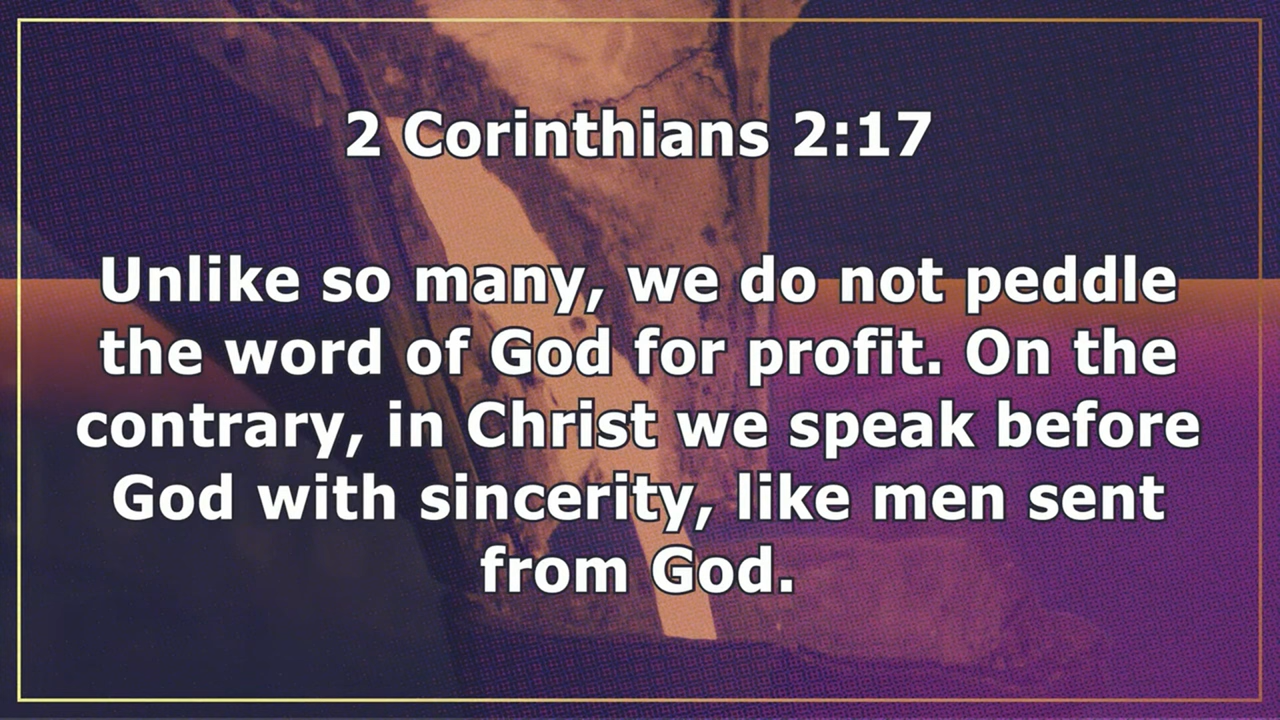 2 Corinthians 2:17
Unlike so many, we do not peddle
the word of God for profit. On the
contrary, in Christ we speak before
God with sincerity, like men sent
from God.